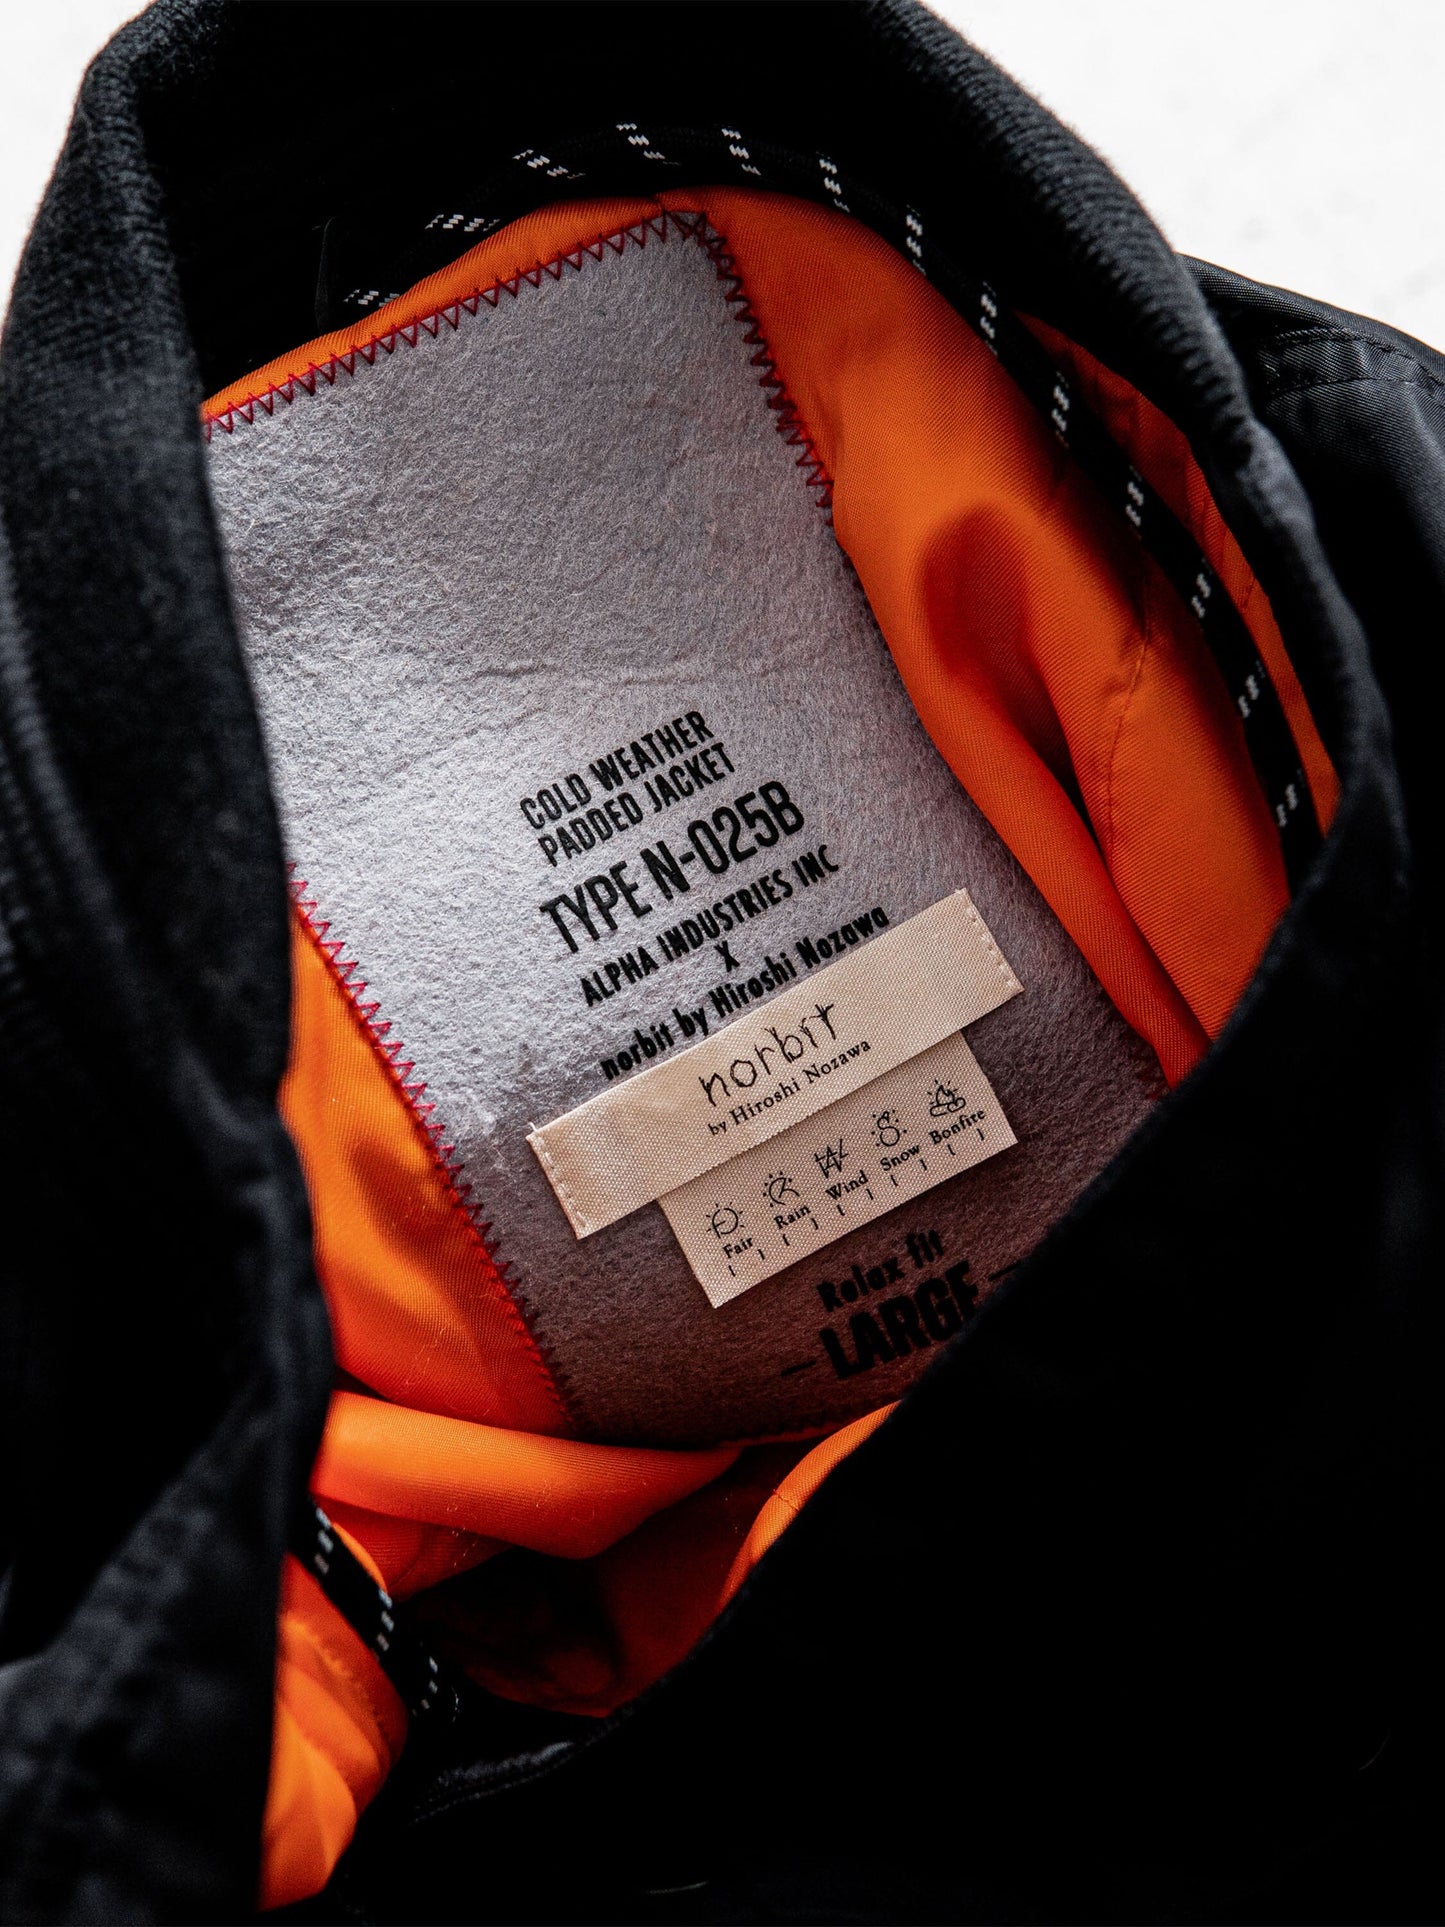 COLD WEATHER
PADDED JACKET
TYPE N-025B
ALPHA INDUSTRIES INC
X
norbit by Hiroshi Nozawa
norbit
by Hiroshi Nozawa
Fair Rain Wind Snow Bonfire
Relax fit
– LARGE –